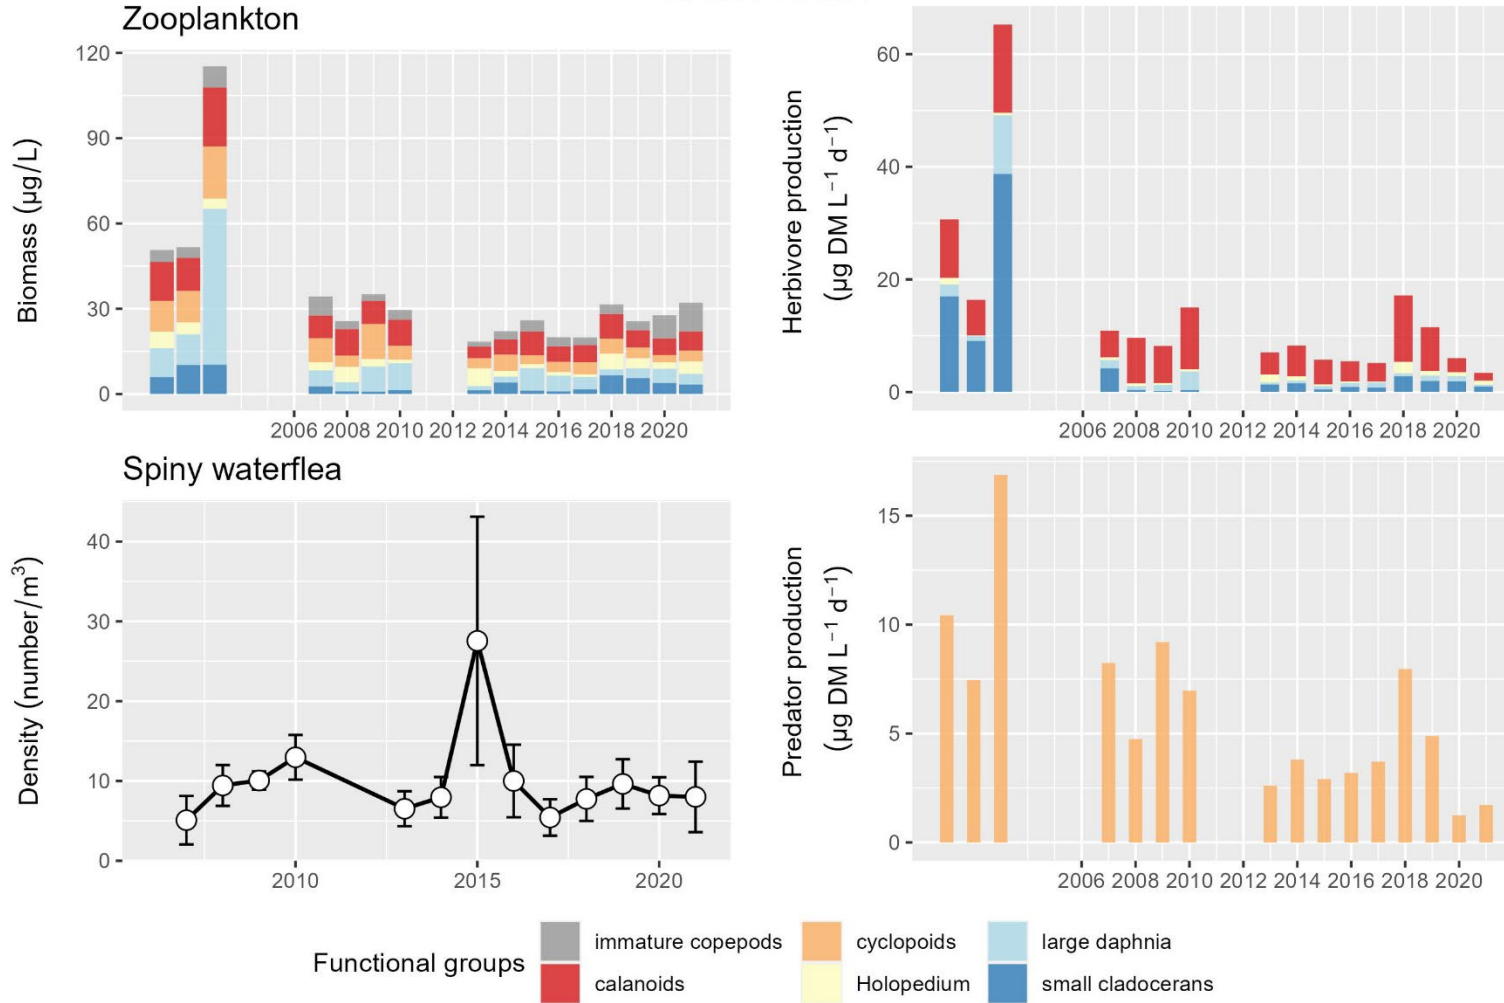 Zooplankton
Biomass (µg/L)
120
90
60
30
0
2006 2008 2010 2012 2014 2016 2018 2020
Herbivore production
(µg DM L⁻¹ d⁻¹)
60
40
20
0
2006 2008 2010 2012 2014 2016 2018 2020
Spiny waterflea
Density (number/m³)
40
30
20
10
0
2010 2015 2020
Predator production
(µg DM L⁻¹ d⁻¹)
15
10
5
0
2006 2008 2010 2012 2014 2016 2018 2020
Functional groups
immature copepods
calanoids
cyclopoids
Holopedium
large daphnia
small cladocerans